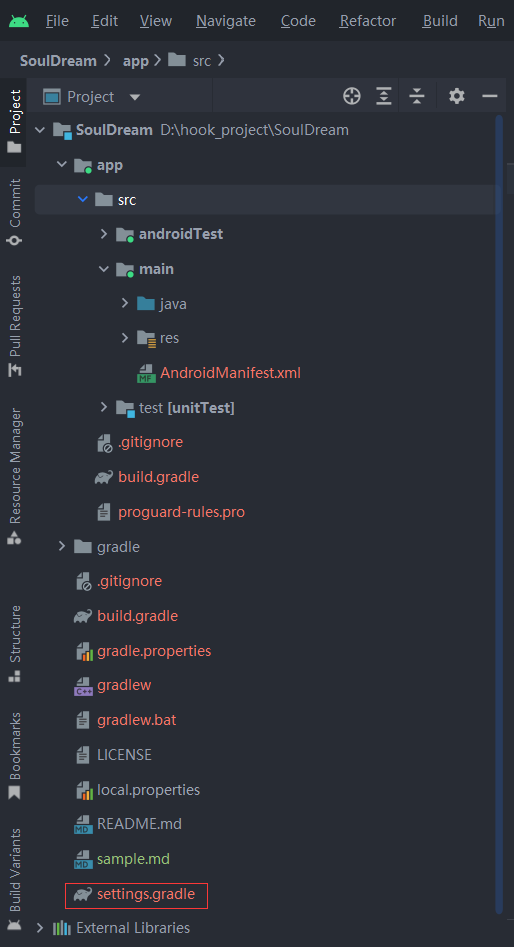 File Edit View Navigate Code Refactor Build Run
SoulDream app src
Project
SoulDream D:\hook_project\SoulDream
app
src
androidTest
main
java
res
MF AndroidManifest.xml
test [unitTest]
.gitignore
build.gradle
proguard-rules.pro
gradle
.gitignore
build.gradle
gradle.properties
C++ gradlew
gradlew.bat
LICENSE
local.properties
MD README.md
MD sample.md
settings.gradle
External Libraries
Project
Commit
Pull Requests
Resource Manager
Structure
Bookmarks
Build Variants